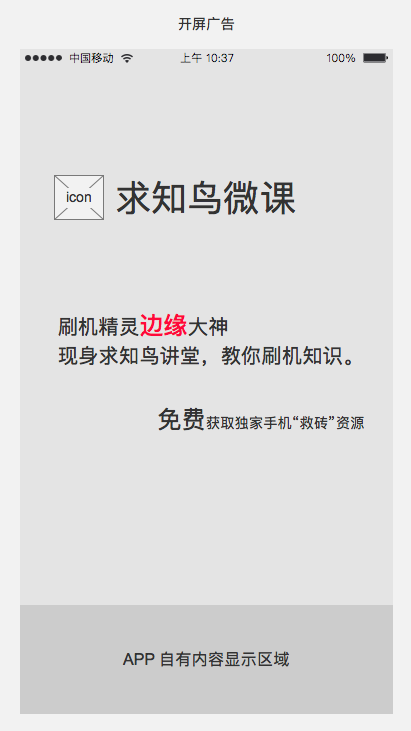 开屏广告
中国移动 上午 10:37 100%
icon 求知鸟微课
刷机精灵边缘大神
现身求知鸟讲堂，教你刷机知识。
免费获取独家手机“救砖”资源
APP 自有内容显示区域